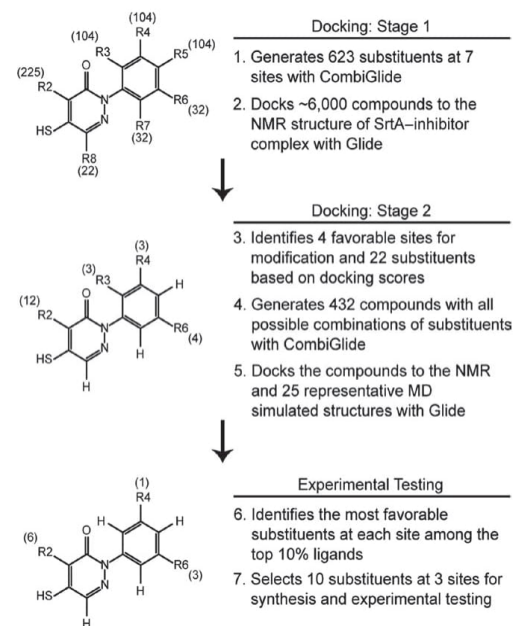 Docking: Stage 1
(104)
R4
(104)
R3
R5
(104)
(225)
R2
O
N
N
R6
(32)
R7
(32)
HS
R8
(22)
1. Generates 623 substituents at 7
sites with CombiGlide
2. Docks ~6,000 compounds to the
NMR structure of SrtA–inhibitor
complex with Glide
Docking: Stage 2
(3)
R4
(3)
R3
H
(12)
R2
O
N
N
R6
(4)
H
HS
H
3. Identifies 4 favorable sites for
modification and 22 substituents
based on docking scores
4. Generates 432 compounds with all
possible combinations of substituents
with CombiGlide
5. Docks the compounds to the NMR
and 25 representative MD
simulated structures with Glide
Experimental Testing
(1)
R4
H
H
(6)
R2
O
N
N
R6
(3)
H
HS
H
6. Identifies the most favorable
substituents at each site among the
top 10% ligands
7. Selects 10 substituents at 3 sites for
synthesis and experimental testing